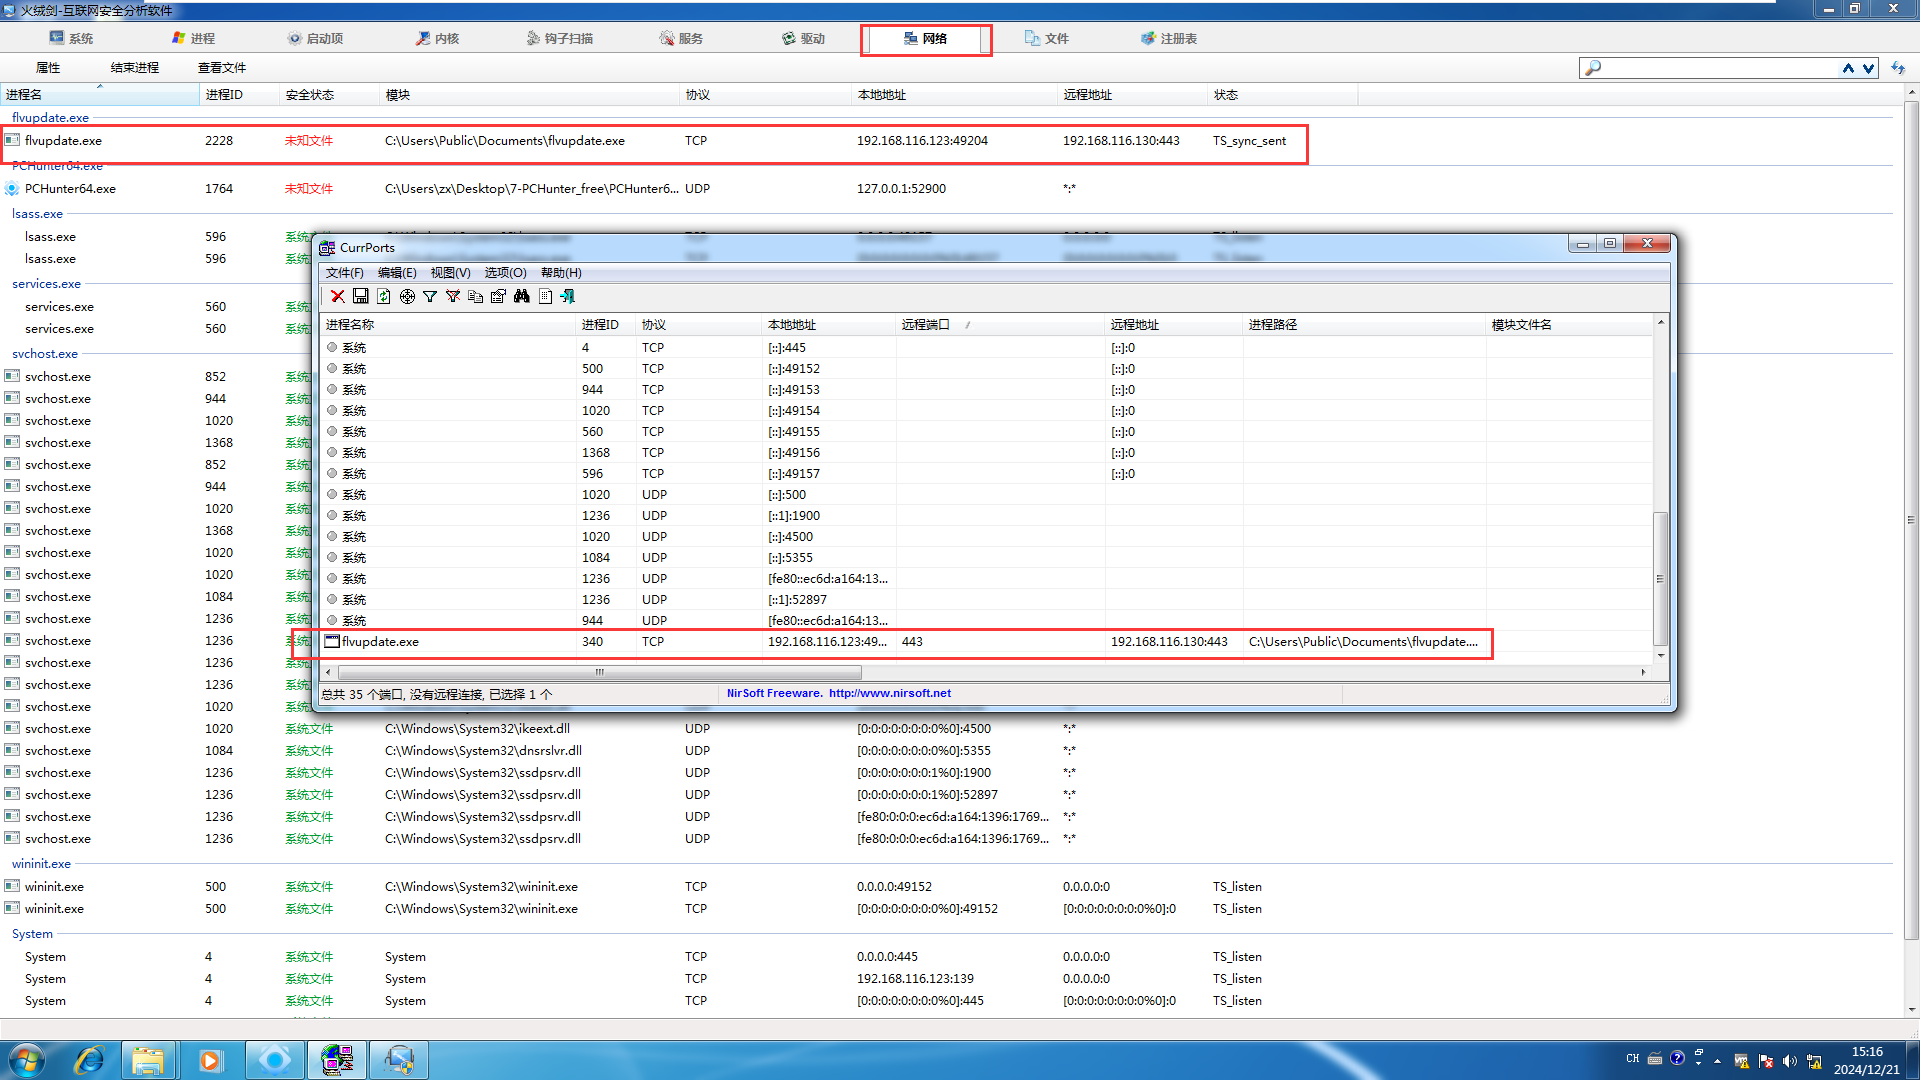 火绒剑-互联网安全分析软件
系统 进程 启动项 内核 钩子扫描 服务 驱动 网络 文件 注册表
属性 结束进程 查看文件
进程名 进程ID 安全状态 模块 协议 本地地址 远程地址 状态
flvupdate.exe
flvupdate.exe 2228 未知文件 C:\Users\Public\Documents\flvupdate.exe TCP 192.168.116.123:49204 192.168.116.130:443 TS_sync_sent
PCHunter64.exe
PCHunter64.exe 1764 未知文件 C:\Users\zx\Desktop\7-PCHunter_free\PCHunter6... UDP 127.0.0.1:52900 *:*
lsass.exe
lsass.exe 596 系统
lsass.exe 596 系统
services.exe
services.exe 560 系统
services.exe 560 系统
svchost.exe
svchost.exe 852 系统
svchost.exe 944 系统
svchost.exe 1020 系统
svchost.exe 1368 系统
svchost.exe 852 系统
svchost.exe 944 系统
svchost.exe 1020 系统
svchost.exe 1368 系统
svchost.exe 1020 系统
svchost.exe 1020 系统
svchost.exe 1084 系统
svchost.exe 1236 系统
svchost.exe 1236 系统
svchost.exe 1236 系统
svchost.exe 1236 系统
svchost.exe 1020 系统
svchost.exe 1020 系统文件 C:\Windows\System32\ikeext.dll UDP [0:0:0:0:0:0:0:0%0]:4500 *:*
svchost.exe 1084 系统文件 C:\Windows\System32\dnsrslvr.dll UDP [0:0:0:0:0:0:0:0%0]:5355 *:*
svchost.exe 1236 系统文件 C:\Windows\System32\ssdpsrv.dll UDP [0:0:0:0:0:0:0:1%0]:1900 *:*
svchost.exe 1236 系统文件 C:\Windows\System32\ssdpsrv.dll UDP [0:0:0:0:0:0:0:1%0]:52897 *:*
svchost.exe 1236 系统文件 C:\Windows\System32\ssdpsrv.dll UDP [fe80:0:0:0:ec6d:a164:1396:1769... *:*
svchost.exe 1236 系统文件 C:\Windows\System32\ssdpsrv.dll UDP [fe80:0:0:0:ec6d:a164:1396:1769... *:*
wininit.exe
wininit.exe 500 系统文件 C:\Windows\System32\wininit.exe TCP 0.0.0.0:49152 0.0.0.0:0 TS_listen
wininit.exe 500 系统文件 C:\Windows\System32\wininit.exe TCP [0:0:0:0:0:0:0:0%0]:49152 [0:0:0:0:0:0:0:0%0]:0 TS_listen
System
System 4 系统文件 System TCP 0.0.0.0:445 0.0.0.0:0 TS_listen
System 4 系统文件 System TCP 192.168.116.123:139 0.0.0.0:0 TS_listen
System 4 系统文件 System TCP [0:0:0:0:0:0:0:0%0]:445 [0:0:0:0:0:0:0:0%0]:0 TS_listen
CurrPorts
文件(F) 编辑(E) 视图(V) 选项(O) 帮助(H)
进程名称 进程ID 协议 本地地址 远程端口 / 远程地址 进程路径 模块文件名
系统 4 TCP [::]:445 [::]:0
系统 500 TCP [::]:49152 [::]:0
系统 944 TCP [::]:49153 [::]:0
系统 1020 TCP [::]:49154 [::]:0
系统 560 TCP [::]:49155 [::]:0
系统 1368 TCP [::]:49156 [::]:0
系统 596 TCP [::]:49157 [::]:0
系统 1020 UDP [::]:500
系统 1236 UDP [::1]:1900
系统 1020 UDP [::]:4500
系统 1084 UDP [::]:5355
系统 1236 UDP [fe80::ec6d:a164:13...
系统 1236 UDP [::1]:52897
系统 944 UDP [fe80::ec6d:a164:13...
flvupdate.exe 340 TCP 192.168.116.123:49... 443 192.168.116.130:443 C:\Users\Public\Documents\flvupdate....
总共 35 个端口, 没有远程连接, 已选择 1 个 NirSoft Freeware. http://www.nirsoft.net
CH 15:16
2024/12/21